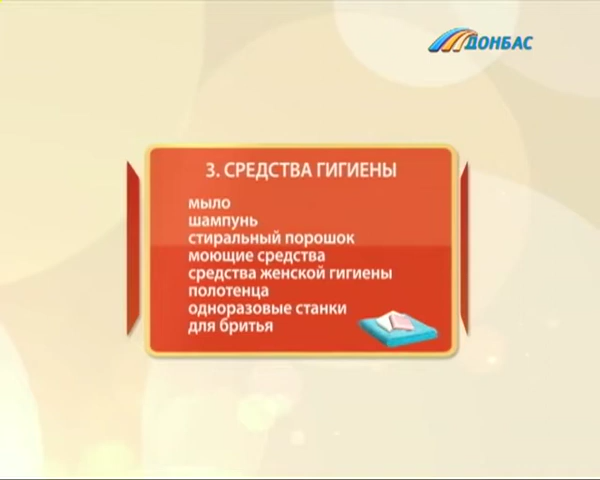 ДОНБАС
3. СРЕДСТВА ГИГИЕНЫ
мыло
шампунь
стиральный порошок
моющие средства
средства женской гигиены
полотенца
одноразовые станки
для бритья